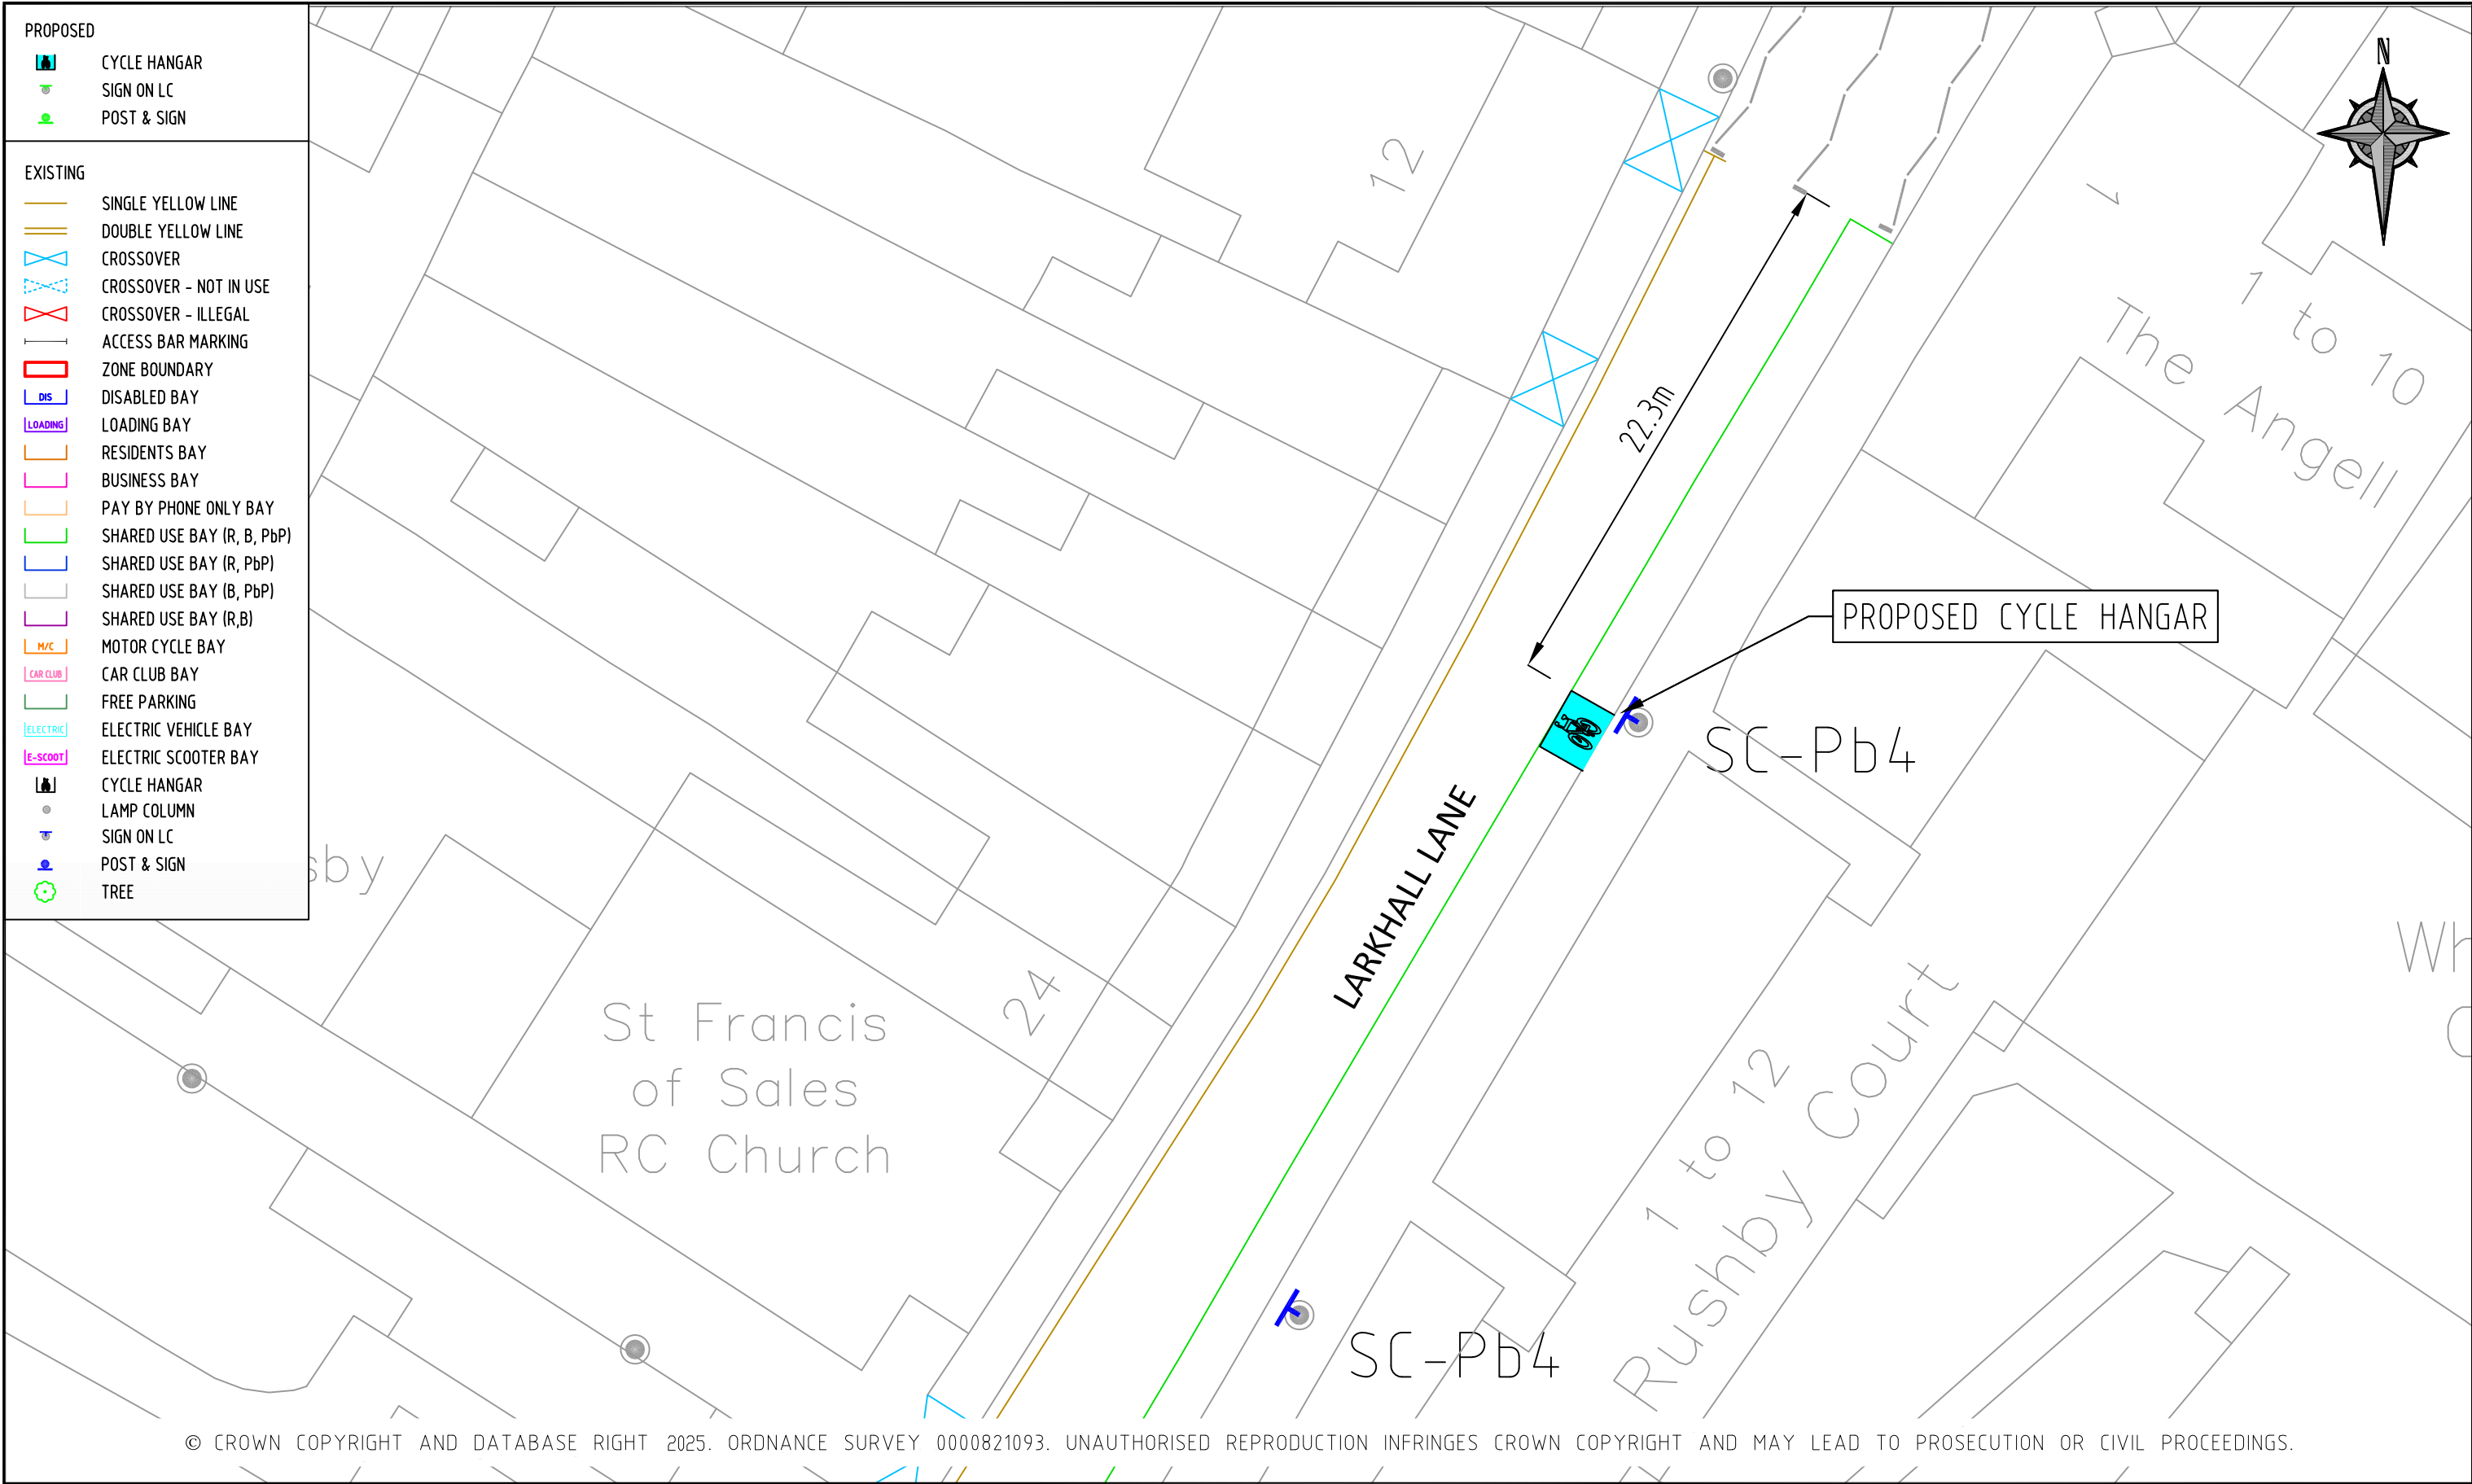 PROPOSED
CYCLE HANGAR
SIGN ON LC
POST & SIGN
EXISTING
SINGLE YELLOW LINE
DOUBLE YELLOW LINE
CROSSOVER
CROSSOVER - NOT IN USE
CROSSOVER - ILLEGAL
ACCESS BAR MARKING
ZONE BOUNDARY
DIS DISABLED BAY
LOADING LOADING BAY
RESIDENTS BAY
BUSINESS BAY
PAY BY PHONE ONLY BAY
SHARED USE BAY (R, B, PbP)
SHARED USE BAY (R, PbP)
SHARED USE BAY (B, PbP)
SHARED USE BAY (R,B)
M/C MOTOR CYCLE BAY
CAR CLUB CAR CLUB BAY
FREE PARKING
ELECTRIC ELECTRIC VEHICLE BAY
E-SCOOT ELECTRIC SCOOTER BAY
CYCLE HANGAR
LAMP COLUMN
SIGN ON LC
POST & SIGN
TREE
N
12
1
1 to 10
The Angell
22.3m
PROPOSED CYCLE HANGAR
SC-Pb4
LARKHALL LANE
sby
24
St Francis
of Sales
RC Church
Wh
1 to 12
Rushby Court
SC-Pb4
© CROWN COPYRIGHT AND DATABASE RIGHT 2025. ORDNANCE SURVEY 0000821093. UNAUTHORISED REPRODUCTION INFRINGES CROWN COPYRIGHT AND MAY LEAD TO PROSECUTION OR CIVIL PROCEEDINGS.